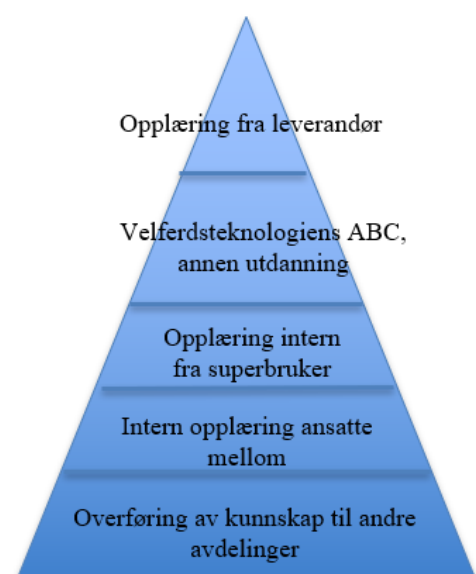 Opplæring fra leverandør
Velferdsteknologiens ABC,
annen utdanning
Opplæring intern
fra superbruker
Intern opplæring ansatte
mellom
Overføring av kunnskap til andre
avdelinger